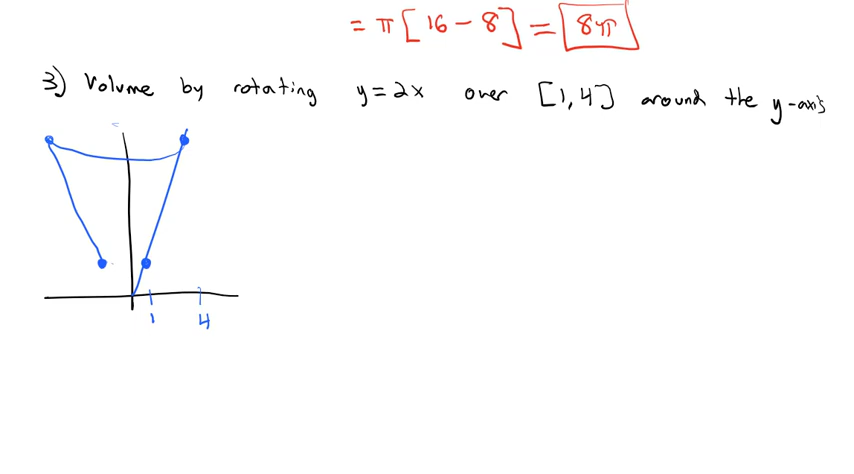 = π [16 - 8] = 8π
3) Volume by rotating y = 2x over [1, 4] around the y-axis
1 4